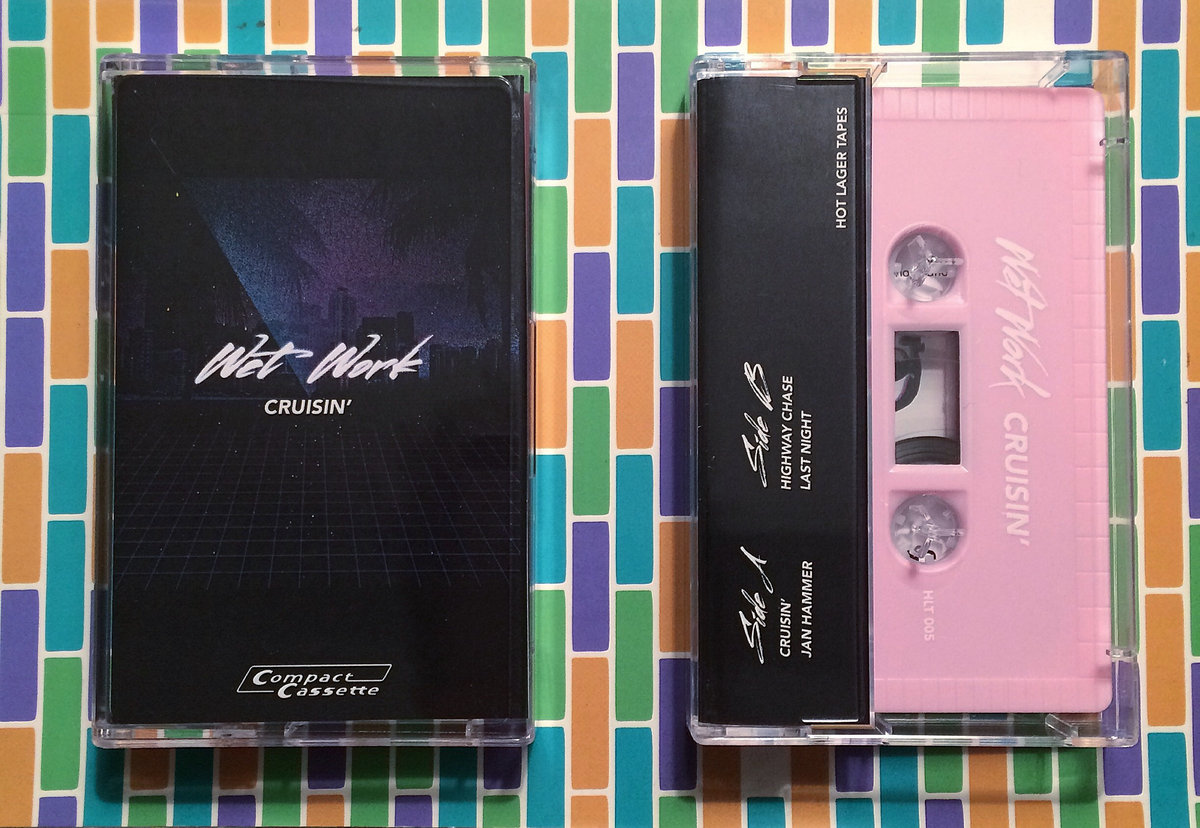 Wet Work
CRUISIN'
Compact
Cassette
HOT LAGER TAPES
Side B
HIGHWAY CHASE
LAST NIGHT
Side A
CRUISIN'
JAN HAMMER
Wet Work CRUISIN'
HLT 005